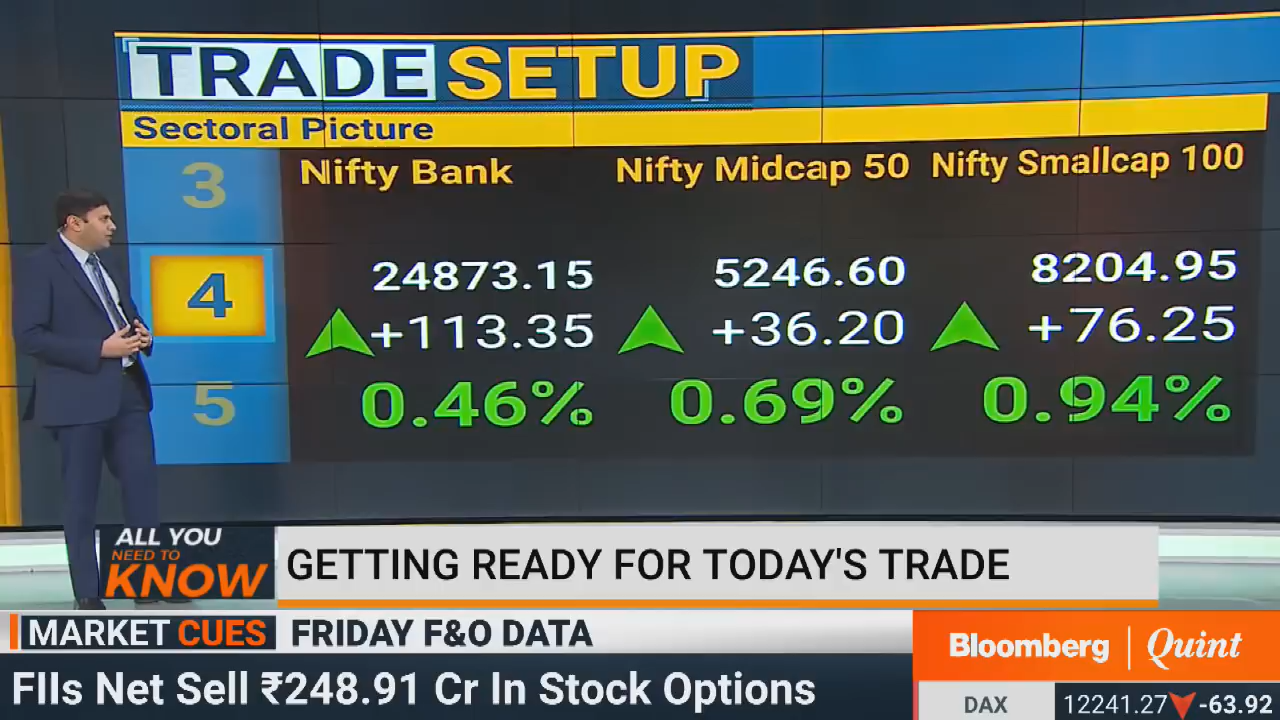 TRADE SETUP
Sectoral Picture
3
4
5
Nifty Bank
24873.15
+113.35
0.46%
Nifty Midcap 50
5246.60
+36.20
0.69%
Nifty Smallcap 100
8204.95
+76.25
0.94%
ALL YOU
NEED TO
KNOW
GETTING READY FOR TODAY'S TRADE
MARKET CUES
FRIDAY F&O DATA
FIIs Net Sell ₹248.91 Cr In Stock Options
Bloomberg | Quint
DAX 12241.27 -63.92